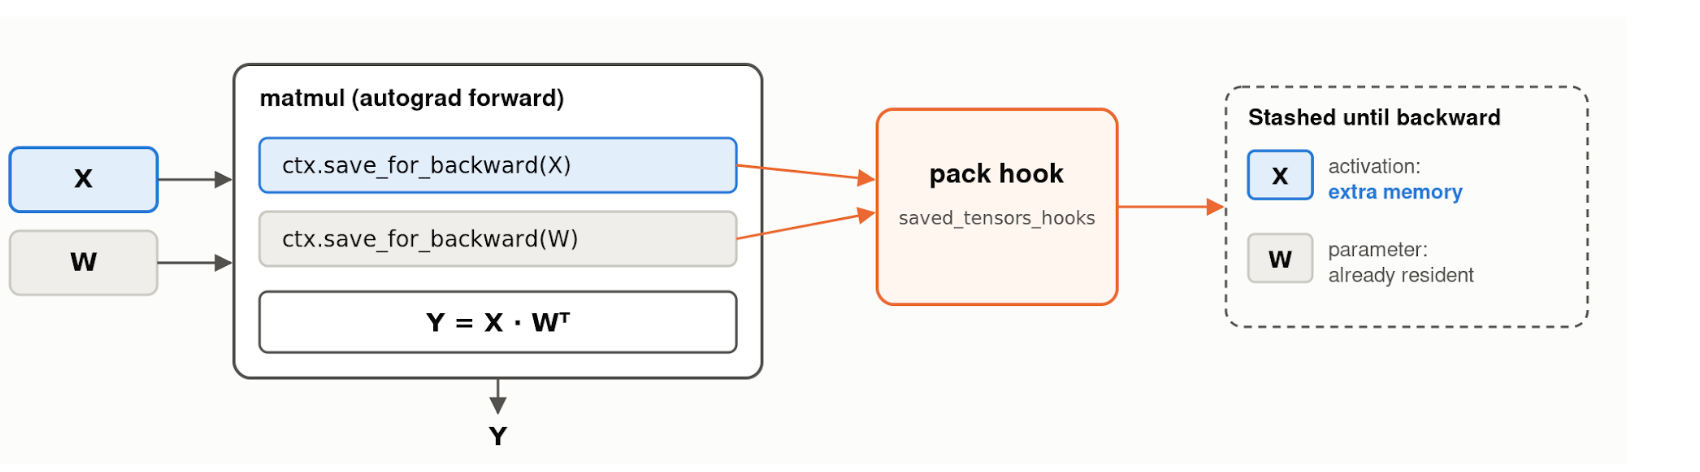 X
W
matmul (autograd forward)
ctx.save_for_backward(X)
ctx.save_for_backward(W)
Y = X · Wᵀ
Y
pack hook
saved_tensors_hooks
Stashed until backward
X
activation:
extra memory
W
parameter:
already resident